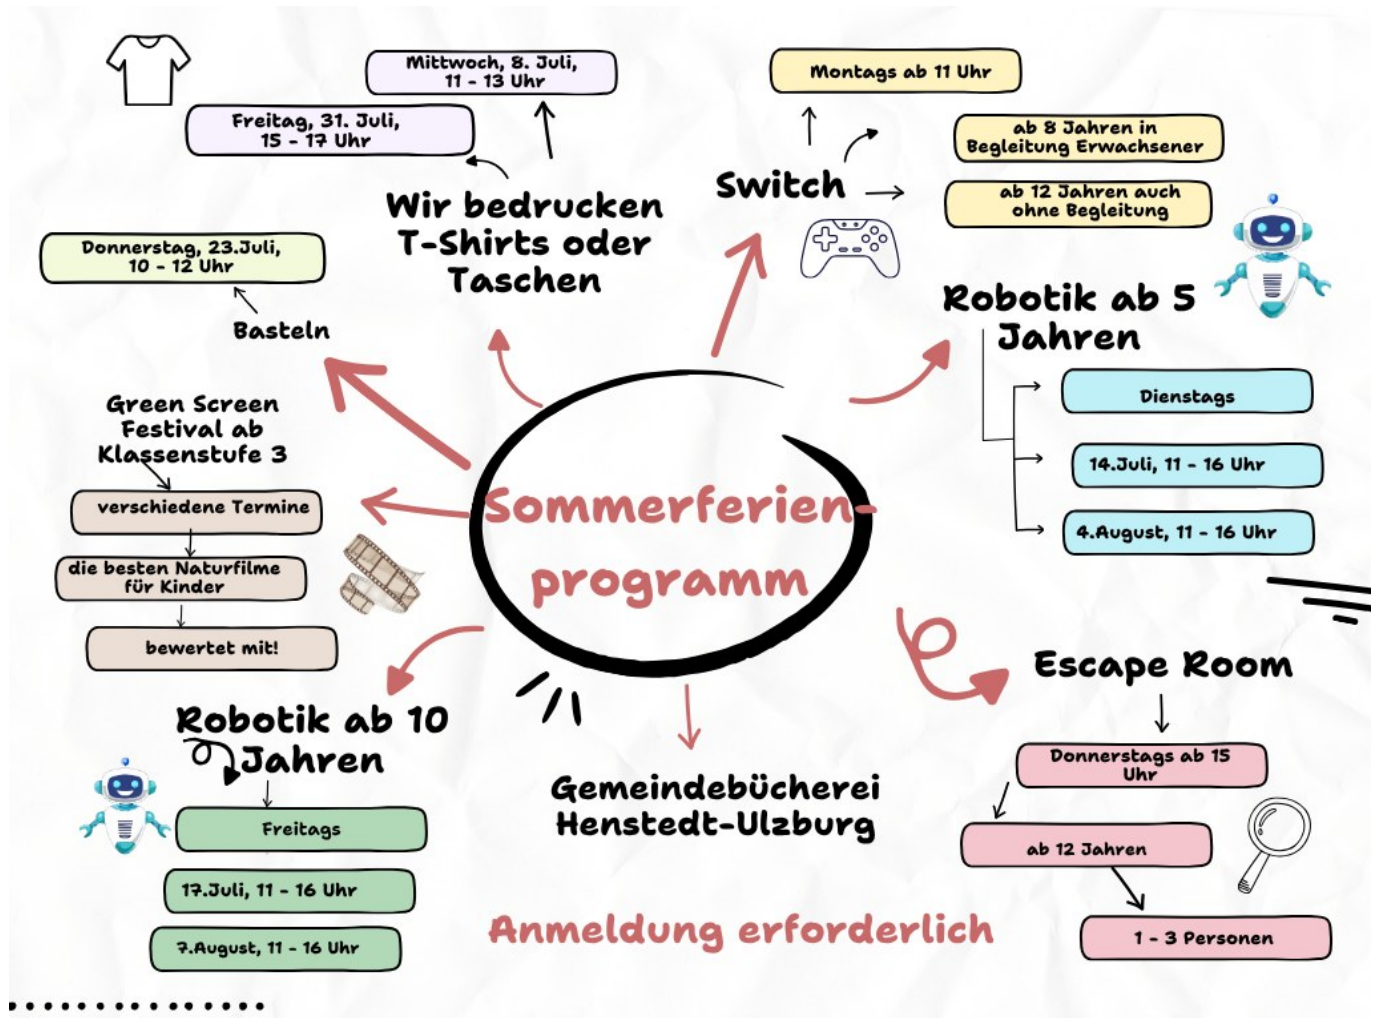 Mittwoch, 8. Juli,
11 - 13 Uhr
Freitag, 31. Juli,
15 - 17 Uhr
Wir bedrucken
T-Shirts oder
Taschen
Montags ab 11 Uhr
ab 8 Jahren in
Begleitung Erwachsener
Switch
ab 12 Jahren auch
ohne Begleitung
Donnerstag, 23.Juli,
10 - 12 Uhr
Basteln
Robotik ab 5
Jahren
Dienstags
14.Juli, 11 - 16 Uhr
4.August, 11 - 16 Uhr
Green Screen
Festival ab
Klassenstufe 3
verschiedene Termine
die besten Naturfilme
für Kinder
bewertet mit!
Sommerferien-
programm
Escape Room
Donnerstags ab 15
Uhr
ab 12 Jahren
1 - 3 Personen
Robotik ab 10
Jahren
Freitags
17.Juli, 11 - 16 Uhr
7.August, 11 - 16 Uhr
Gemeindebücherei
Henstedt-Ulzburg
Anmeldung erforderlich